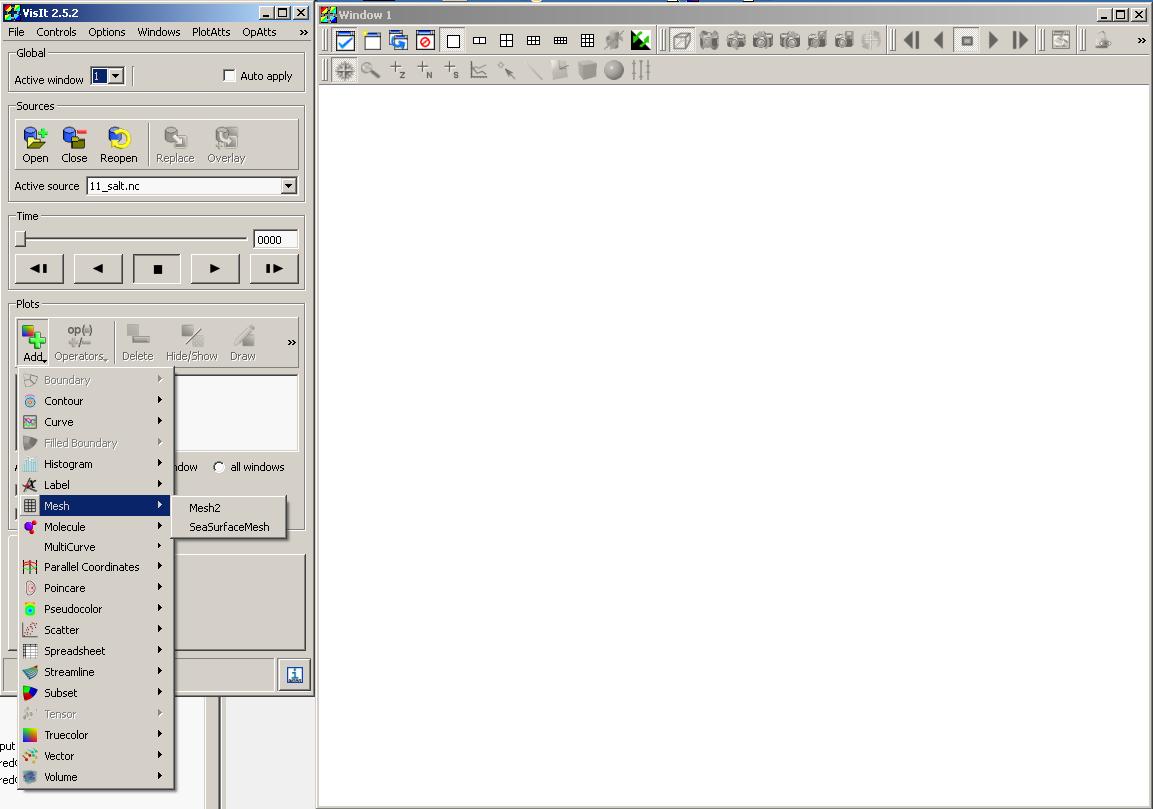 VisIt 2.5.2
Window 1
File Controls Options Windows PlotAtts OpAtts »
Global
Active window 1 Auto apply
Sources
Open Close Reopen Replace Overlay
Active source 11_salt.nc
Time
0000
Plots
op(=)
+/−
Add Operators Delete Hide/Show Draw »
Boundary
Contour
Curve
Filled Boundary
Histogram
ndow all windows
Label
Mesh
Mesh2
SeaSurfaceMesh
Molecule
MultiCurve
Parallel Coordinates
Poincare
Pseudocolor
Scatter
Spreadsheet
Streamline
Subset
Tensor
Truecolor
Vector
Volume
put
red
red